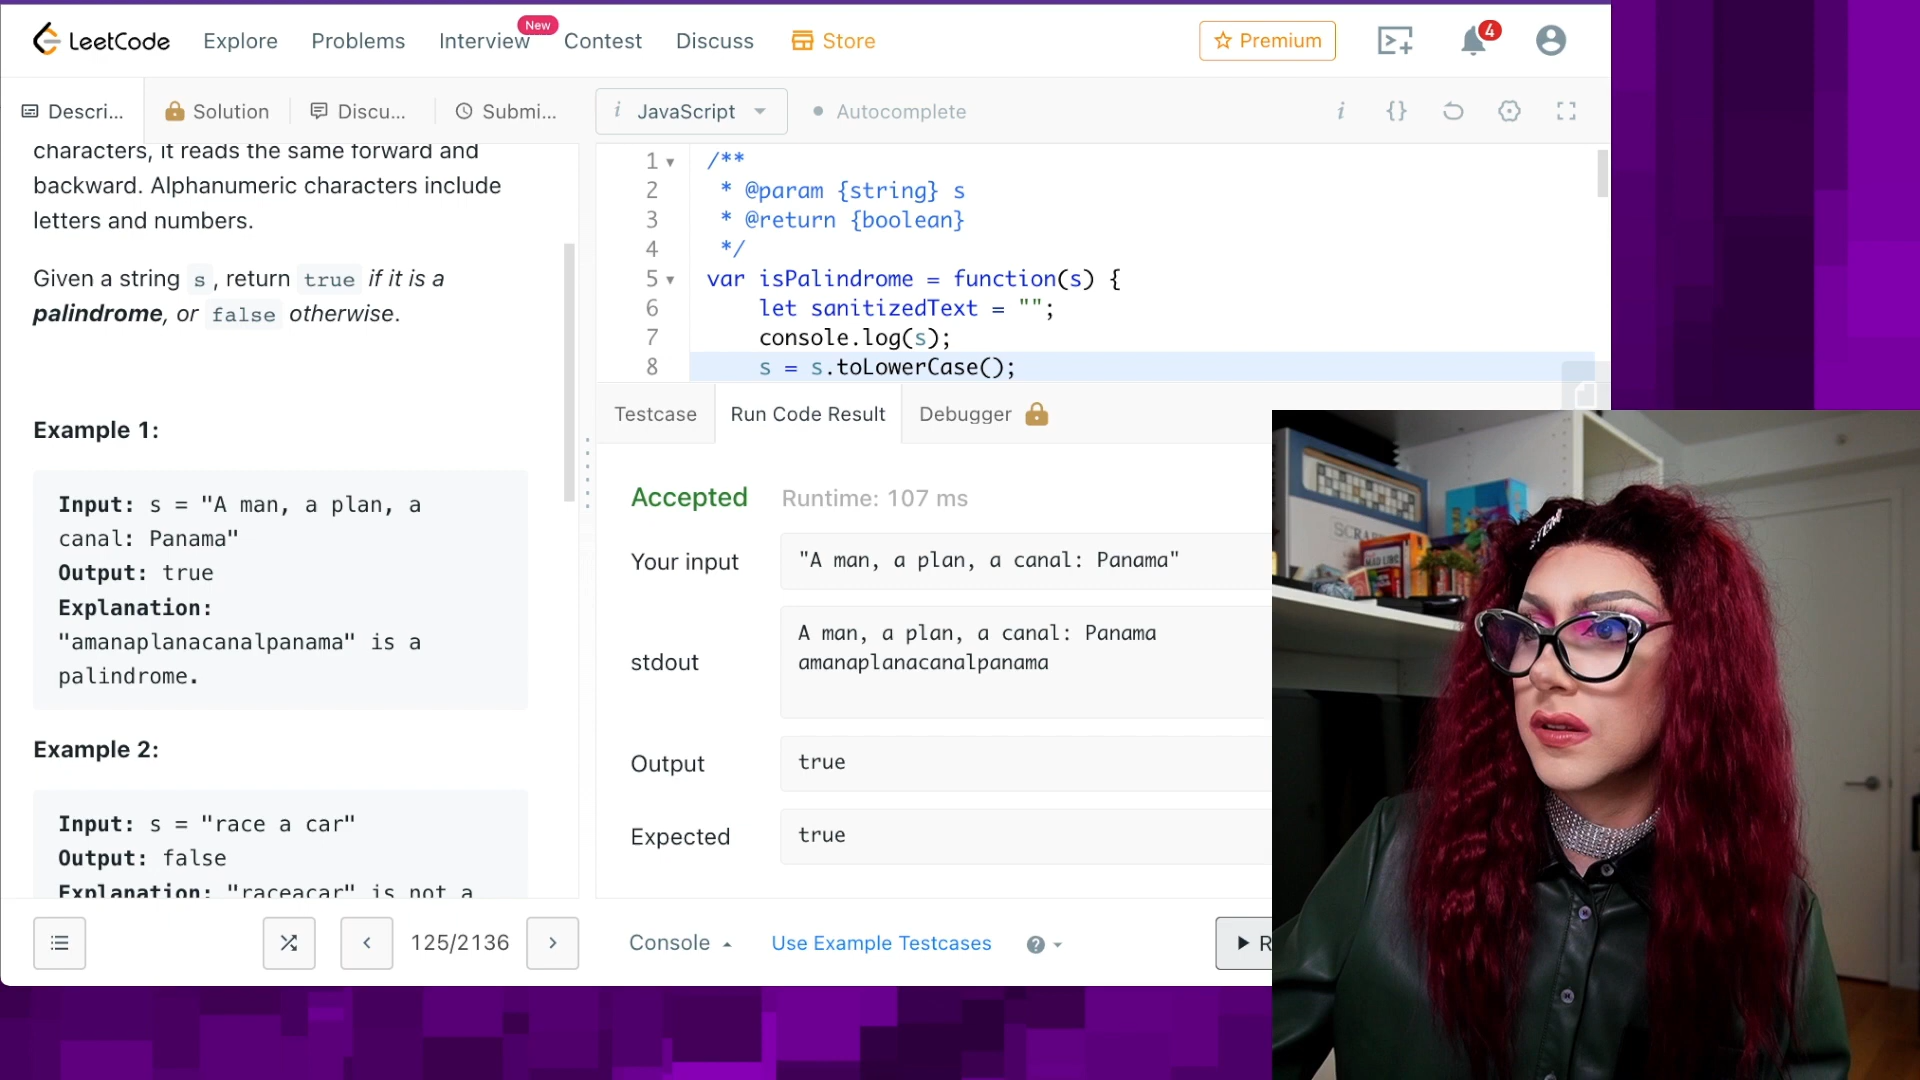 LeetCode Explore Problems Interview New Contest Discuss Store Premium 4
Descri... Solution Discu... Submi...
characters, it reads the same forward and
backward. Alphanumeric characters include
letters and numbers.
Given a string s, return true if it is a
palindrome, or false otherwise.
Example 1:
Input: s = "A man, a plan, a
canal: Panama"
Output: true
Explanation:
"amanaplanacanalpanama" is a
palindrome.
Example 2:
Input: s = "race a car"
Output: false
Explanation: "raceacar" is not a
125/2136
i JavaScript Autocomplete i {}
1 /**
2 * @param {string} s
3 * @return {boolean}
4 */
5 var isPalindrome = function(s) {
6 let sanitizedText = "";
7 console.log(s);
8 s = s.toLowerCase();
Testcase Run Code Result Debugger
Accepted Runtime: 107 ms
Your input "A man, a plan, a canal: Panama"
stdout A man, a plan, a canal: Panama
amanaplanacanalpanama
Output true
Expected true
Console Use Example Testcases ? R